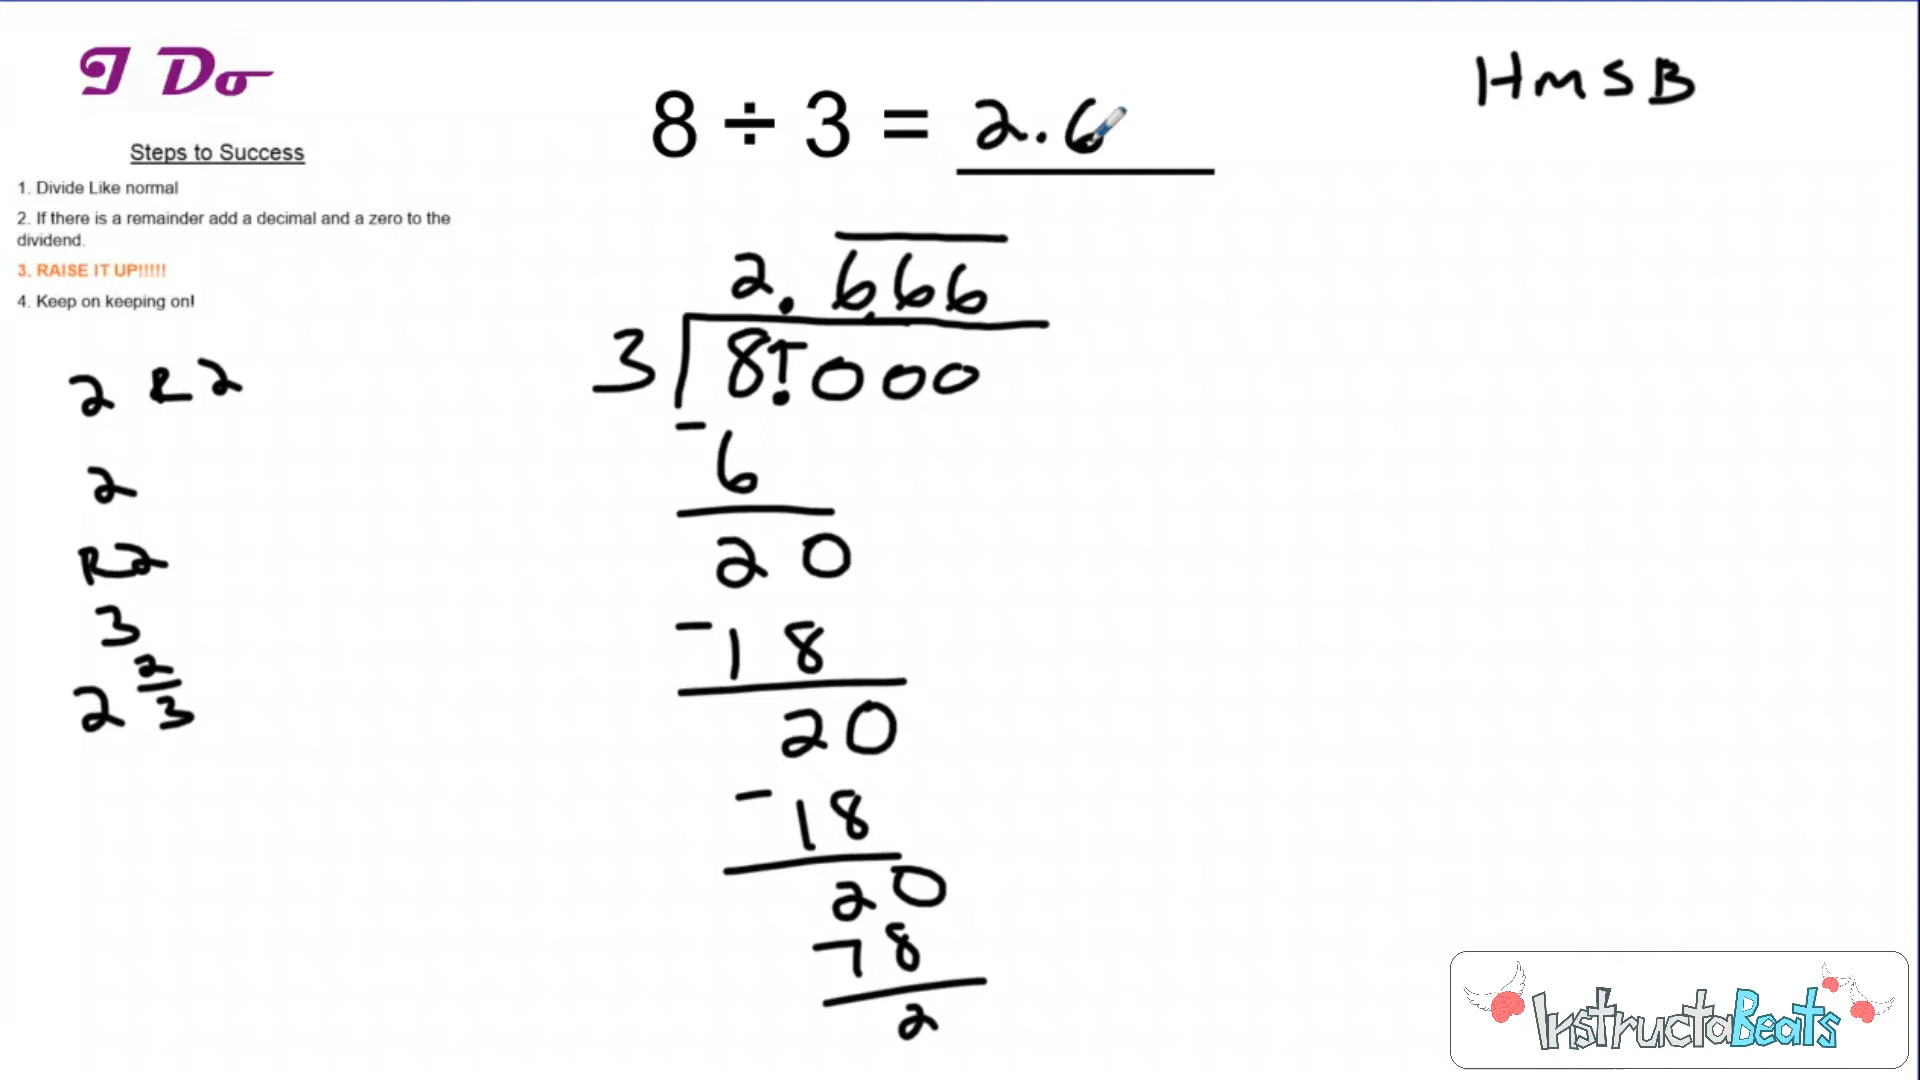 I Do
Steps to Success
1. Divide Like normal
2. If there is a remainder add a decimal and a zero to the
dividend.
3. RAISE IT UP!!!!!
4. Keep on keeping on!
2 R2
2
R2
3
2 2/3
8 ÷ 3 = 2.6
HMSB
2.666
3 8.000
-6
20
-18
20
-18
20
-18
2
InstructaBeats